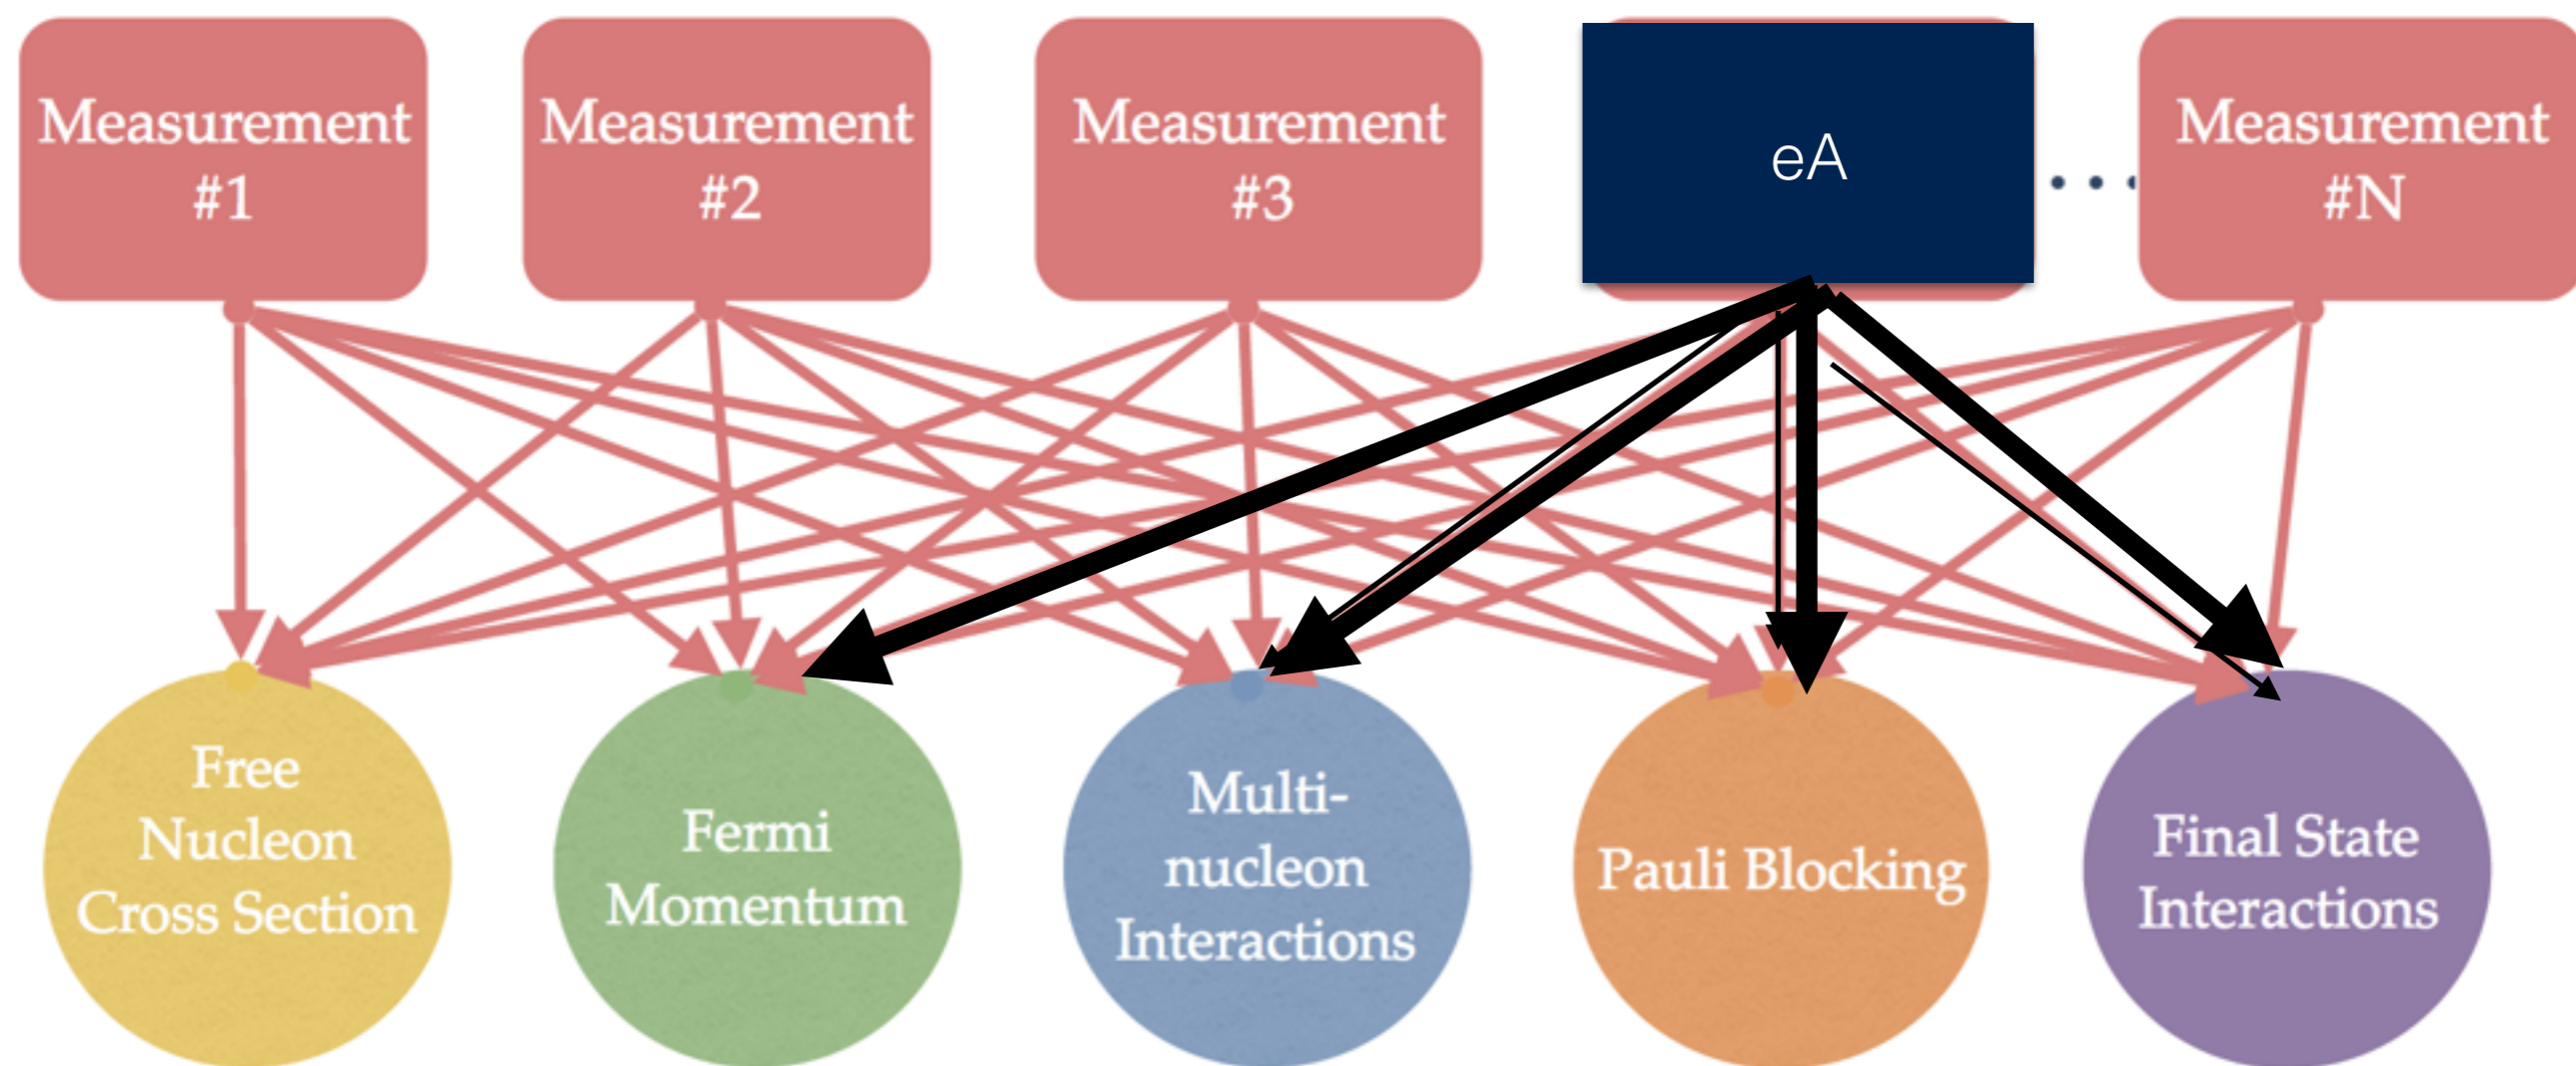 Measurement
#1
Measurement
#2
Measurement
#3
eA
Measurement
#N
Free
Nucleon
Cross Section
Fermi
Momentum
Multi-
nucleon
Interactions
Pauli Blocking
Final State
Interactions